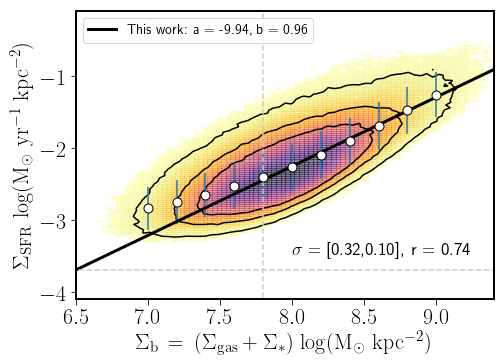 This work: a = -9.94, b = 0.96
Σ_SFR log(M_⊙ yr^−1 kpc^−2)
−1
−2
−3
−4
σ = [0.32,0.10], r = 0.74
6.5 7.0 7.5 8.0 8.5 9.0
Σ_b = (Σ_gas + Σ_*) log(M_⊙ kpc^−2)